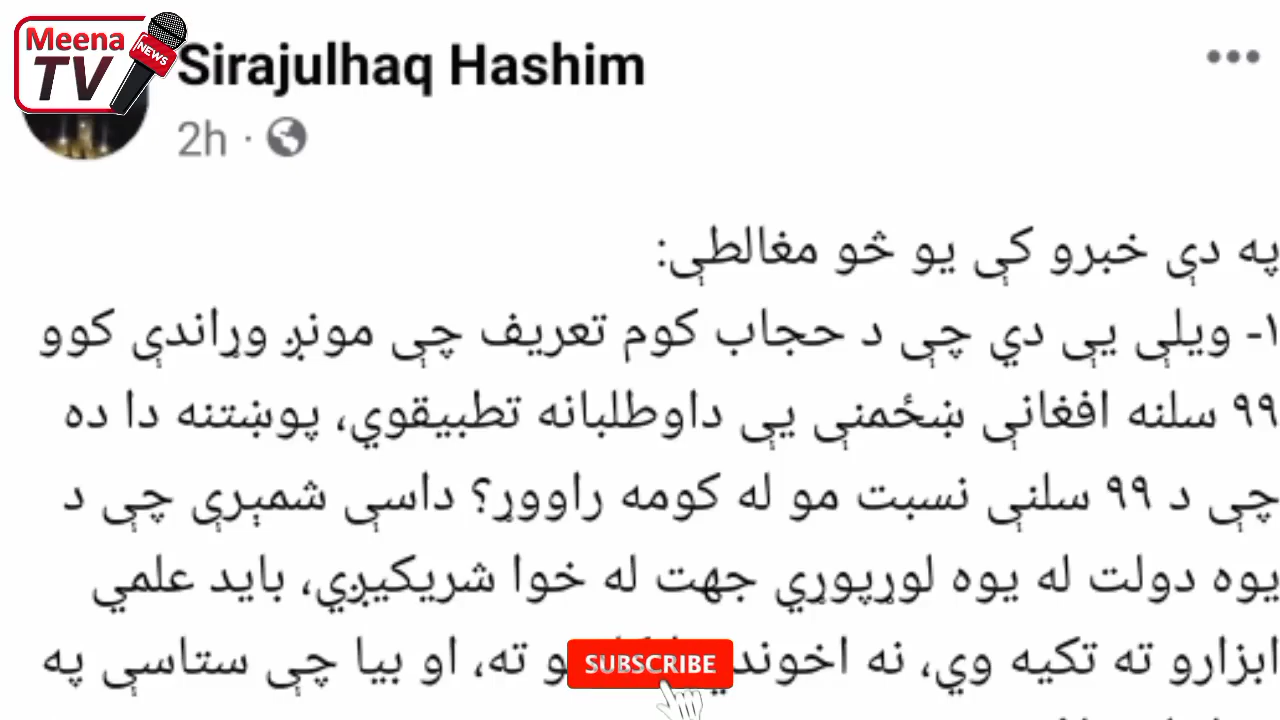 Meena
TV
NEWS
Sirajulhaq Hashim
2h ·
په دې خبرو کې یو څو مغالطې:
۱- ویلې یې دي چې د حجاب کوم تعریف چې مونږ وړاندې کوو
۹۹ سلنه افغانې ښځمنې یې داوطلبانه تطبیقوي، پوښتنه دا ده
چې د ۹۹ سلنې نسبت مو له کومه راووړ؟ داسې شمېرې چې د
یوه دولت له یوه لوړپوړي جهت له خوا شریکیږي، باید علمي
ابزارو ته تکیه وي، نه ته، او بیا چې ستاسې په
SUBSCRIBE